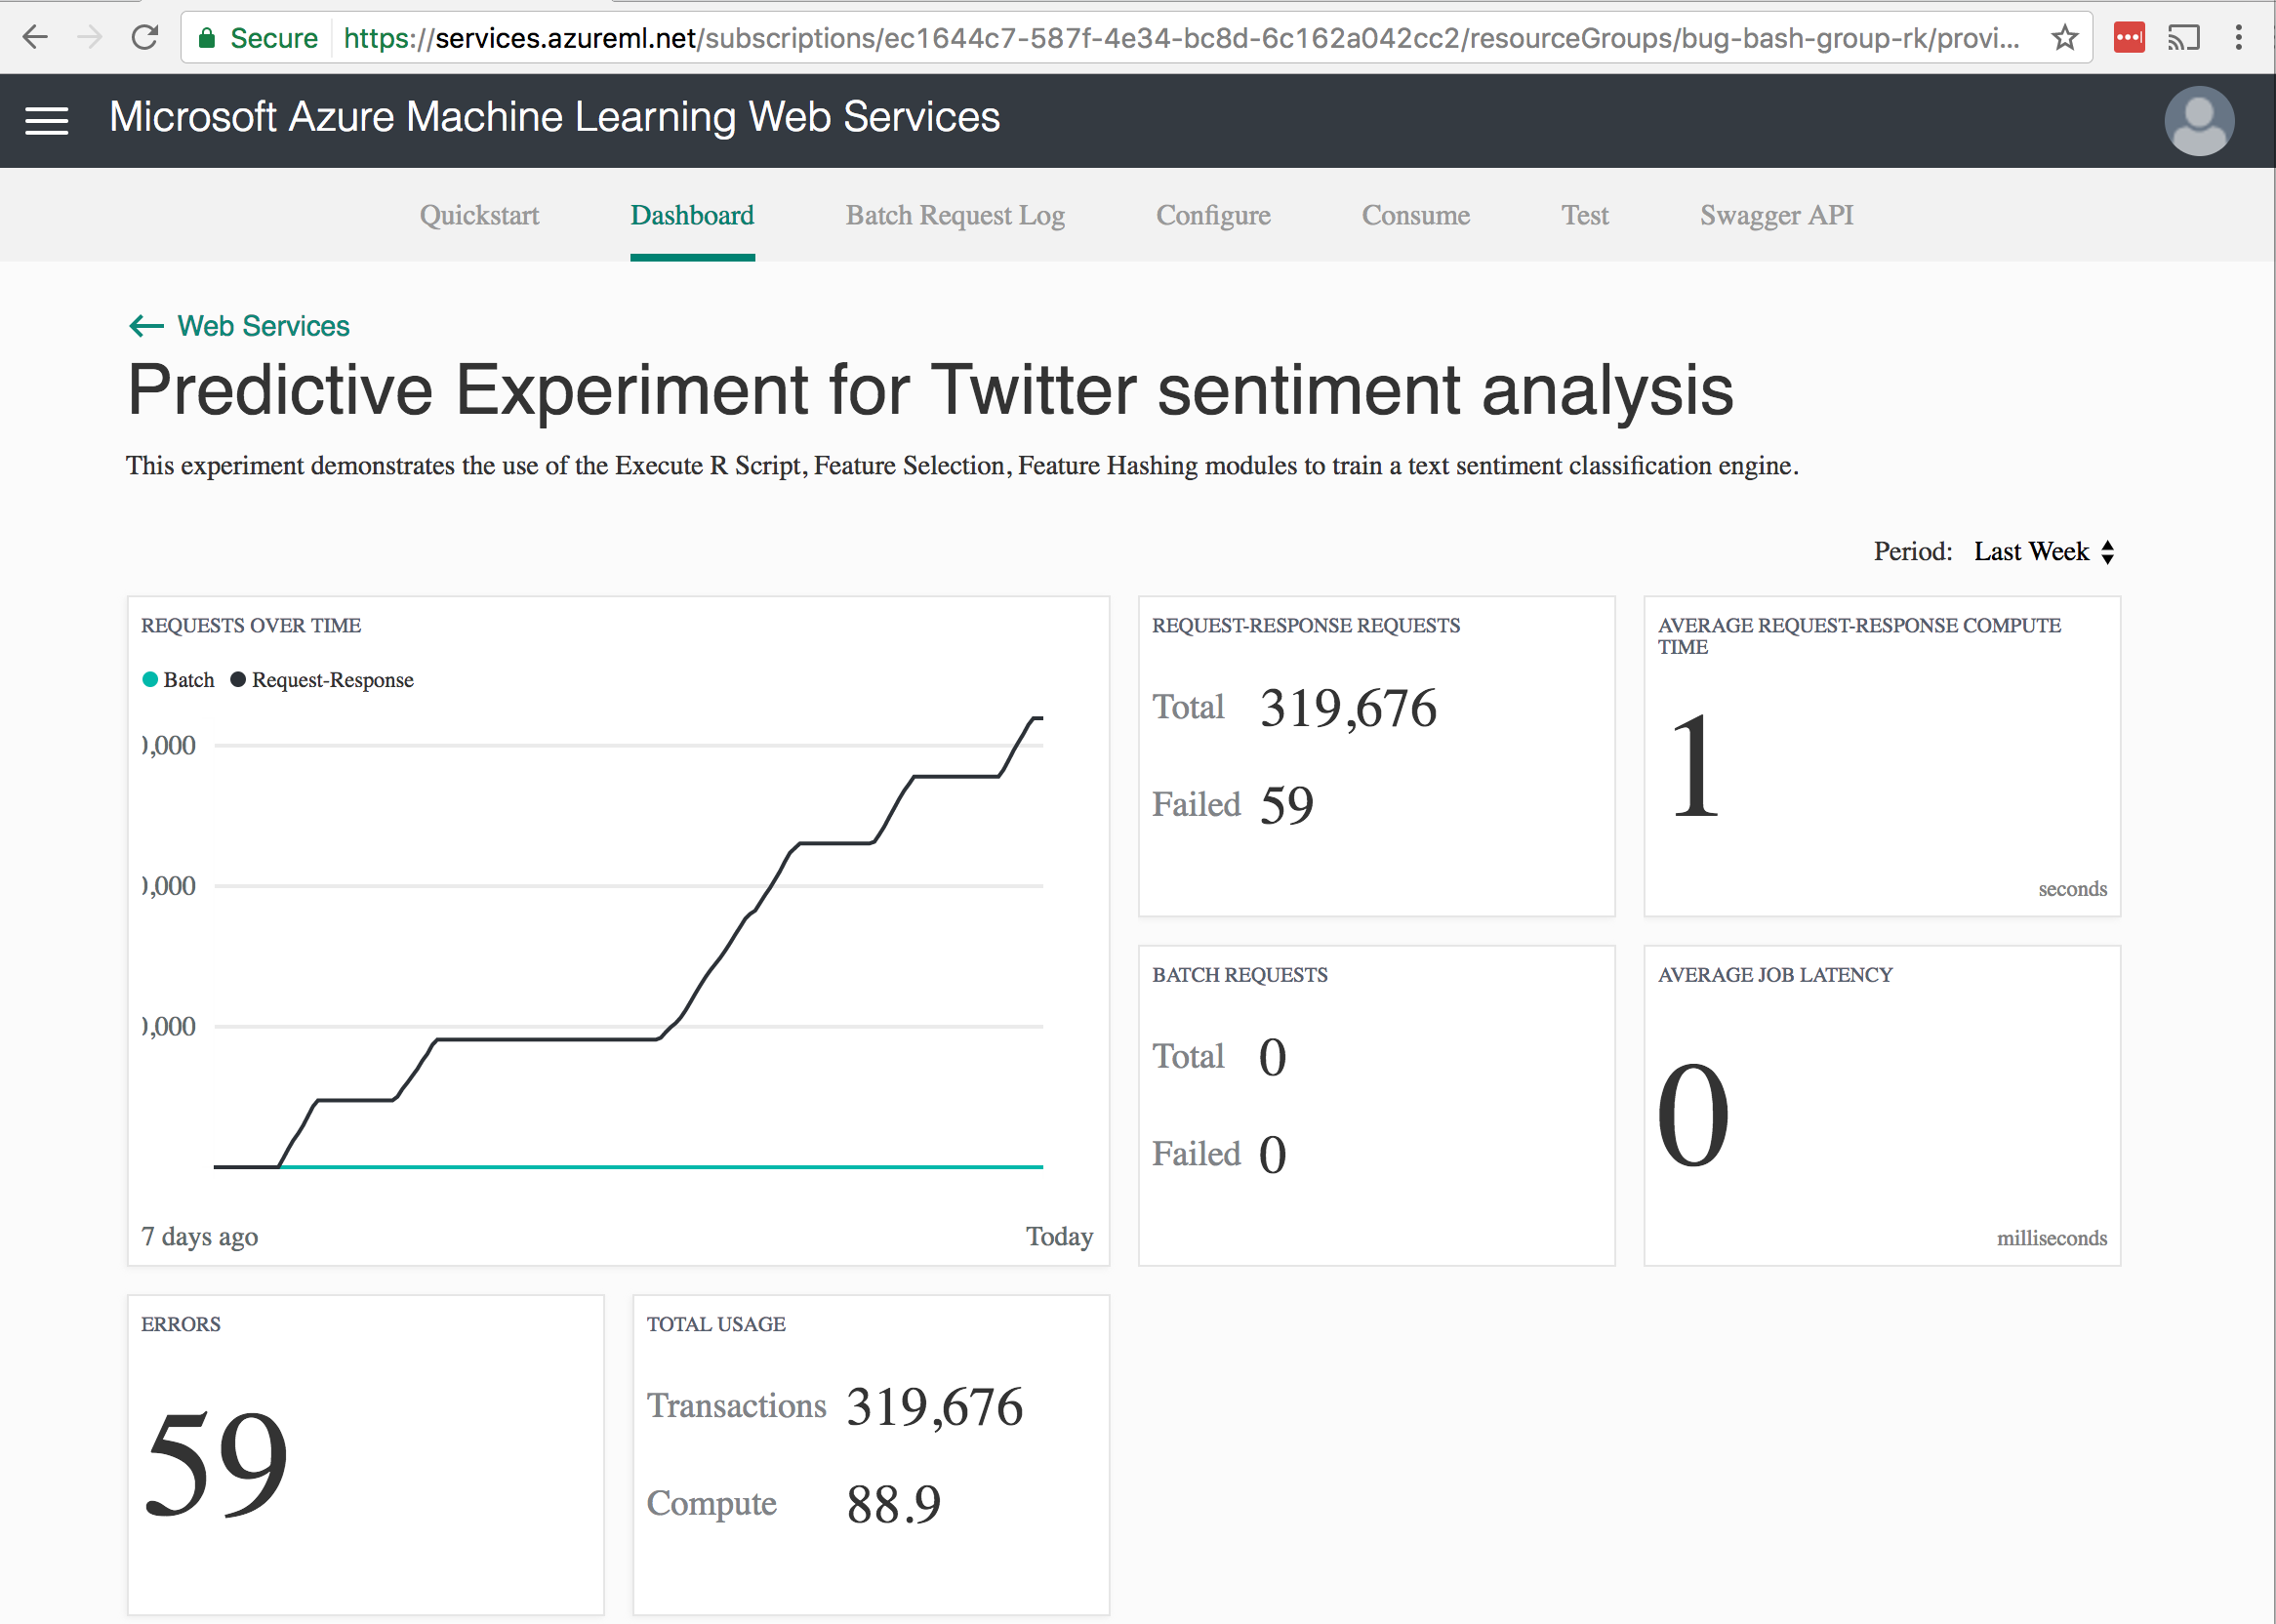 Secure https://services.azureml.net/subscriptions/ec1644c7-587f-4e34-bc8d-6c162a042cc2/resourceGroups/bug-bash-group-rk/provi...
Microsoft Azure Machine Learning Web Services
Quickstart Dashboard Batch Request Log Configure Consume Test Swagger API
← Web Services
Predictive Experiment for Twitter sentiment analysis
This experiment demonstrates the use of the Execute R Script, Feature Selection, Feature Hashing modules to train a text sentiment classification engine.
Period: Last Week
REQUESTS OVER TIME
Batch Request-Response
0,000
0,000
0,000
7 days ago Today
REQUEST-RESPONSE REQUESTS
Total 319,676
Failed 59
AVERAGE REQUEST-RESPONSE COMPUTE
TIME
1
seconds
BATCH REQUESTS
Total 0
Failed 0
AVERAGE JOB LATENCY
0
milliseconds
ERRORS
59
TOTAL USAGE
Transactions 319,676
Compute 88.9